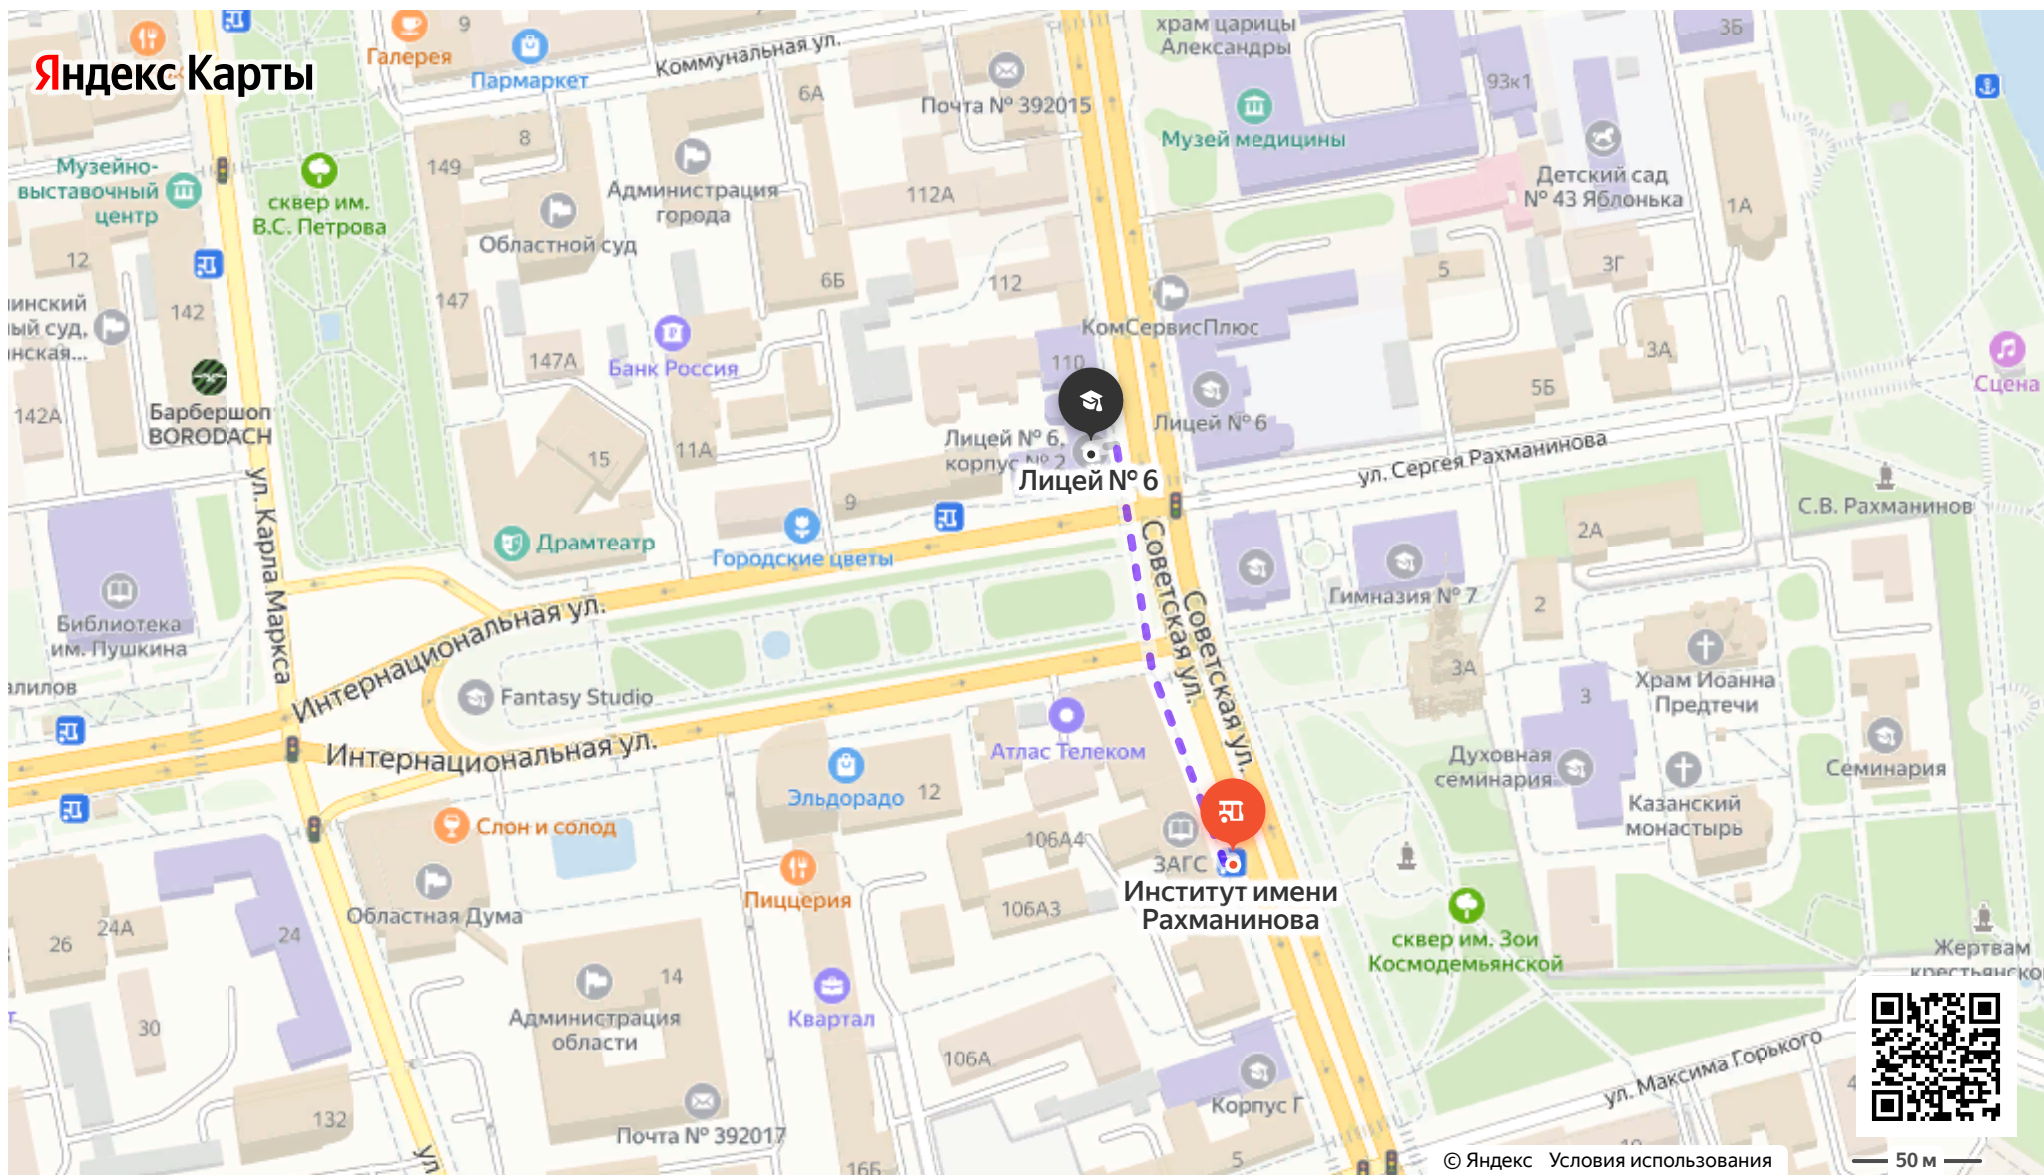 Яндекс Карты
9
Галерея
Пармаркет
Коммунальная ул.
6А
Почта № 392015
храм царицы
Александры
3Б
93к1
Музей медицины
8
149
Музейно-
выставочный
центр
сквер им.
В.С. Петрова
Администрация
города
112А
Областной суд
Детский сад
№ 43 Яблонька
1А
12
142
147
6Б
112
5
3Г
КомСервисПлюс
Банк Россия
147А
110
3А
Сцена
142А
Барбершоп
BORODACH
15
11А
Лицей № 6,
корпус № 2
Лицей № 6
5Б
ул. Сергея Рахманинова
Лицей № 6
9
С.В. Рахманинов
2А
ул. Карла Маркса
Драмтеатр
Городские цветы
Советская ул.
Советская ул.
Гимназия № 7
2
Библиотека
им. Пушкина
Интернациональная ул.
3А
3
Храм Иоанна
Предтечи
Fantasy Studio
Атлас Телеком
Интернациональная ул.
Духовная
семинария
Семинария
Эльдорадо
12
Казанский
монастырь
Слон и солод
106А4
ЗАГС
Институт имени
Рахманинова
Пиццерия
106А3
Областная Дума
24А
26
24
сквер им. Зои
Космодемьянской
Жертвам
14
Администрация
области
Квартал
30
106А
Корпус Г
ул. Максима Горького
132
Почта № 392017
16Б
5
© Яндекс Условия использования
50 м